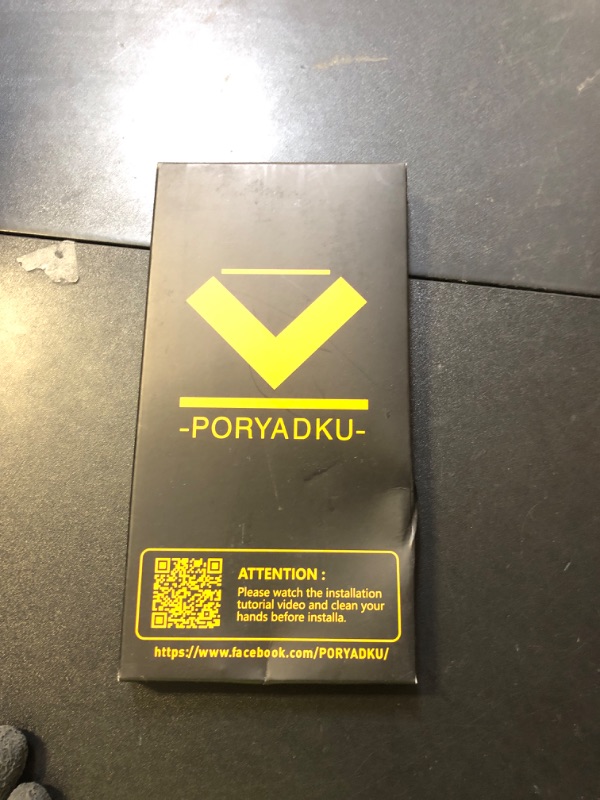 -PORYADKU-
ATTENTION :
Please watch the installation
tutorial video and clean your
hands before installa.
https://www.facebook.com/PORYADKU/